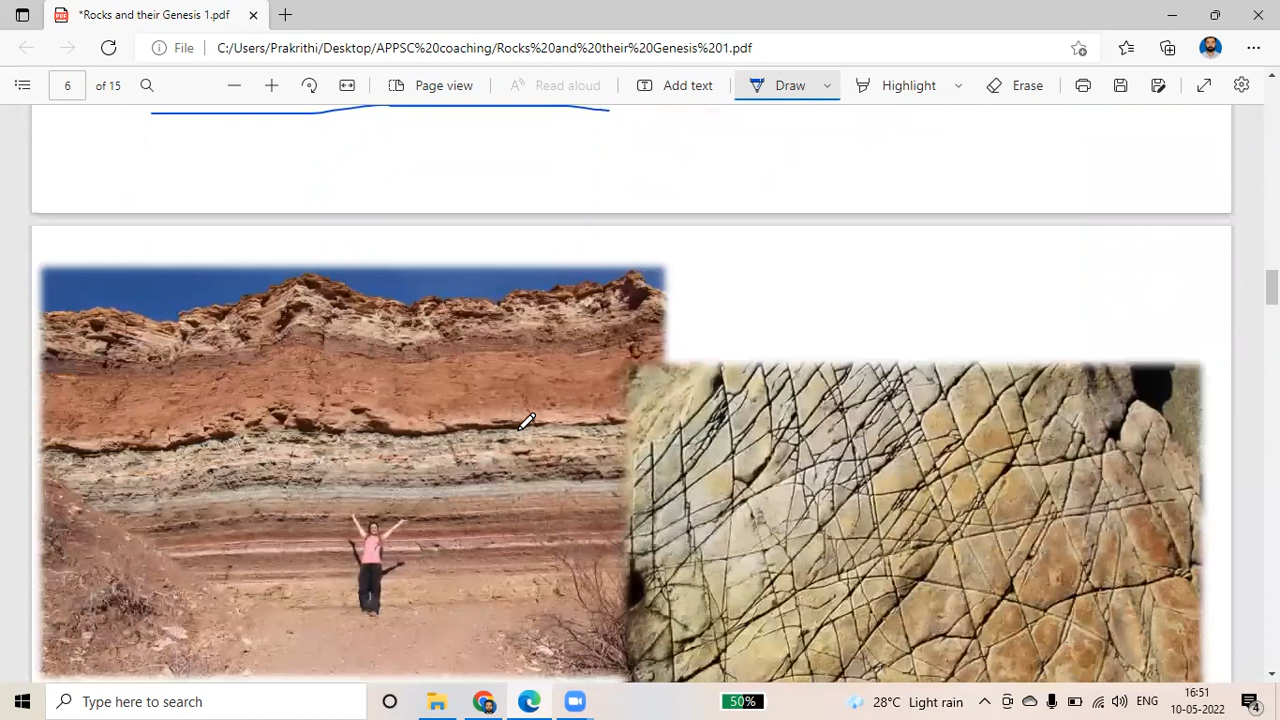 *Rocks and their Genesis 1.pdf
File
C:/Users/Prakrithi/Desktop/APPSC%20coaching/Rocks%20and%20their%20Genesis%201.pdf
6 of 15
Page view
Read aloud
Add text
Draw
Highlight
Erase
Type here to search
50%
28°C Light rain
ENG
16:51
10-05-2022
4